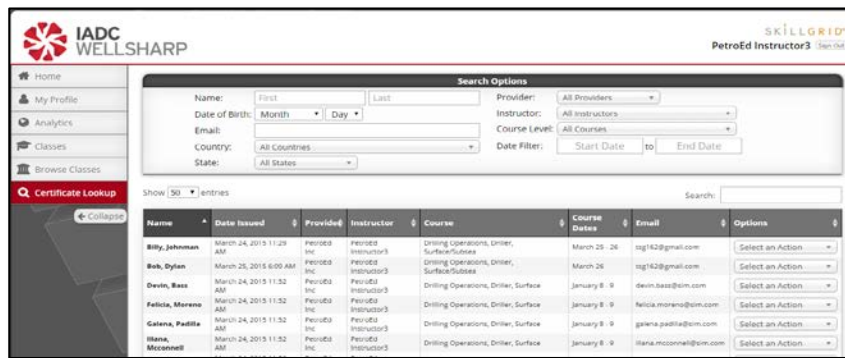 IADC
WELLSHARP
SKILLGRID
PetroEd Instructor3 Sign Out
Home
My Profile
Analytics
Classes
Browse Classes
Certificate Lookup
Collapse
Search Options
Name: First Last Provider: All Providers
Date of Birth: Month Day Instructor: All Instructors
Email: Course Level: All Courses
Country: All Countries Date Filter: Start Date to End Date
State: All States
Show 50 entries Search:
Name Date Issued Provider Instructor Course Course Dates Email Options
Billy, Johnman March 24, 2015 11:29 AM PetroEd Inc PetroEd Instructor3 Drilling Operations, Driller, Surface/Subsea March 25 - 26 ssg162@gmail.com Select an Action
Bob, Dylan March 25, 2015 6:00 AM PetroEd Inc PetroEd Instructor3 Drilling Operations, Driller, Surface/Subsea March 26 ssg162@gmail.com Select an Action
Devin, Bass March 24, 2015 11:52 AM PetroEd Inc PetroEd Instructor3 Drilling Operations, Driller, Surface January 8 - 9 devin.bass@sim.com Select an Action
Felicia, Moreno March 24, 2015 11:52 AM PetroEd Inc PetroEd Instructor3 Drilling Operations, Driller, Surface January 8 - 9 felicia.moreno@sim.com Select an Action
Galena, Padilla March 24, 2015 11:52 AM PetroEd Inc PetroEd Instructor3 Drilling Operations, Driller, Surface January 8 - 9 galena.padilla@sim.com Select an Action
Illana, Mcconnell March 24, 2015 11:52 AM PetroEd Inc PetroEd Instructor3 Drilling Operations, Driller, Surface January 8 - 9 illana.mcconnell@sim.com Select an Action